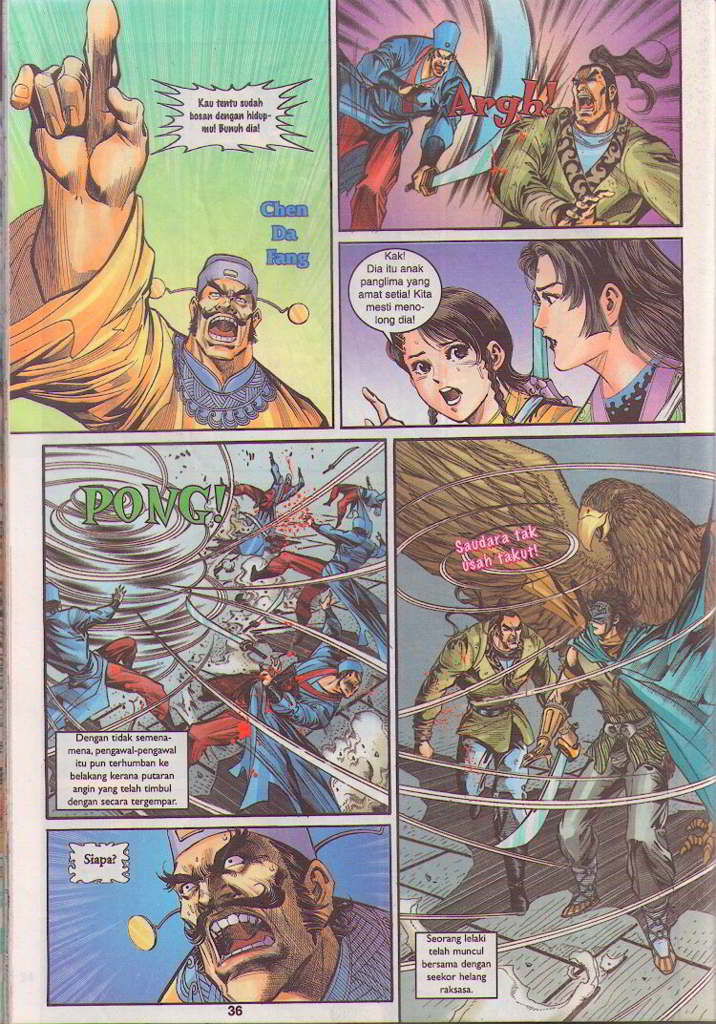 Kau tentu sudah
bosan dengan hidup-
mu! Bunuh dia!
Chen
Da
Fang
Argh!
Kak!
Dia itu anak
panglima yang
amat setia! Kita
mesti meno-
long dia!
PONG!
Dengan tidak semena-
mena, pengawal-pengawal
itu pun terhumban ke
belakang kerana putaran
angin yang telah timbul
dengan secara tergempar.
Saudara tak
usah takut!
Siapa?
Seorang lelaki
telah muncul
bersama dengan
seekor helang
raksasa.
36